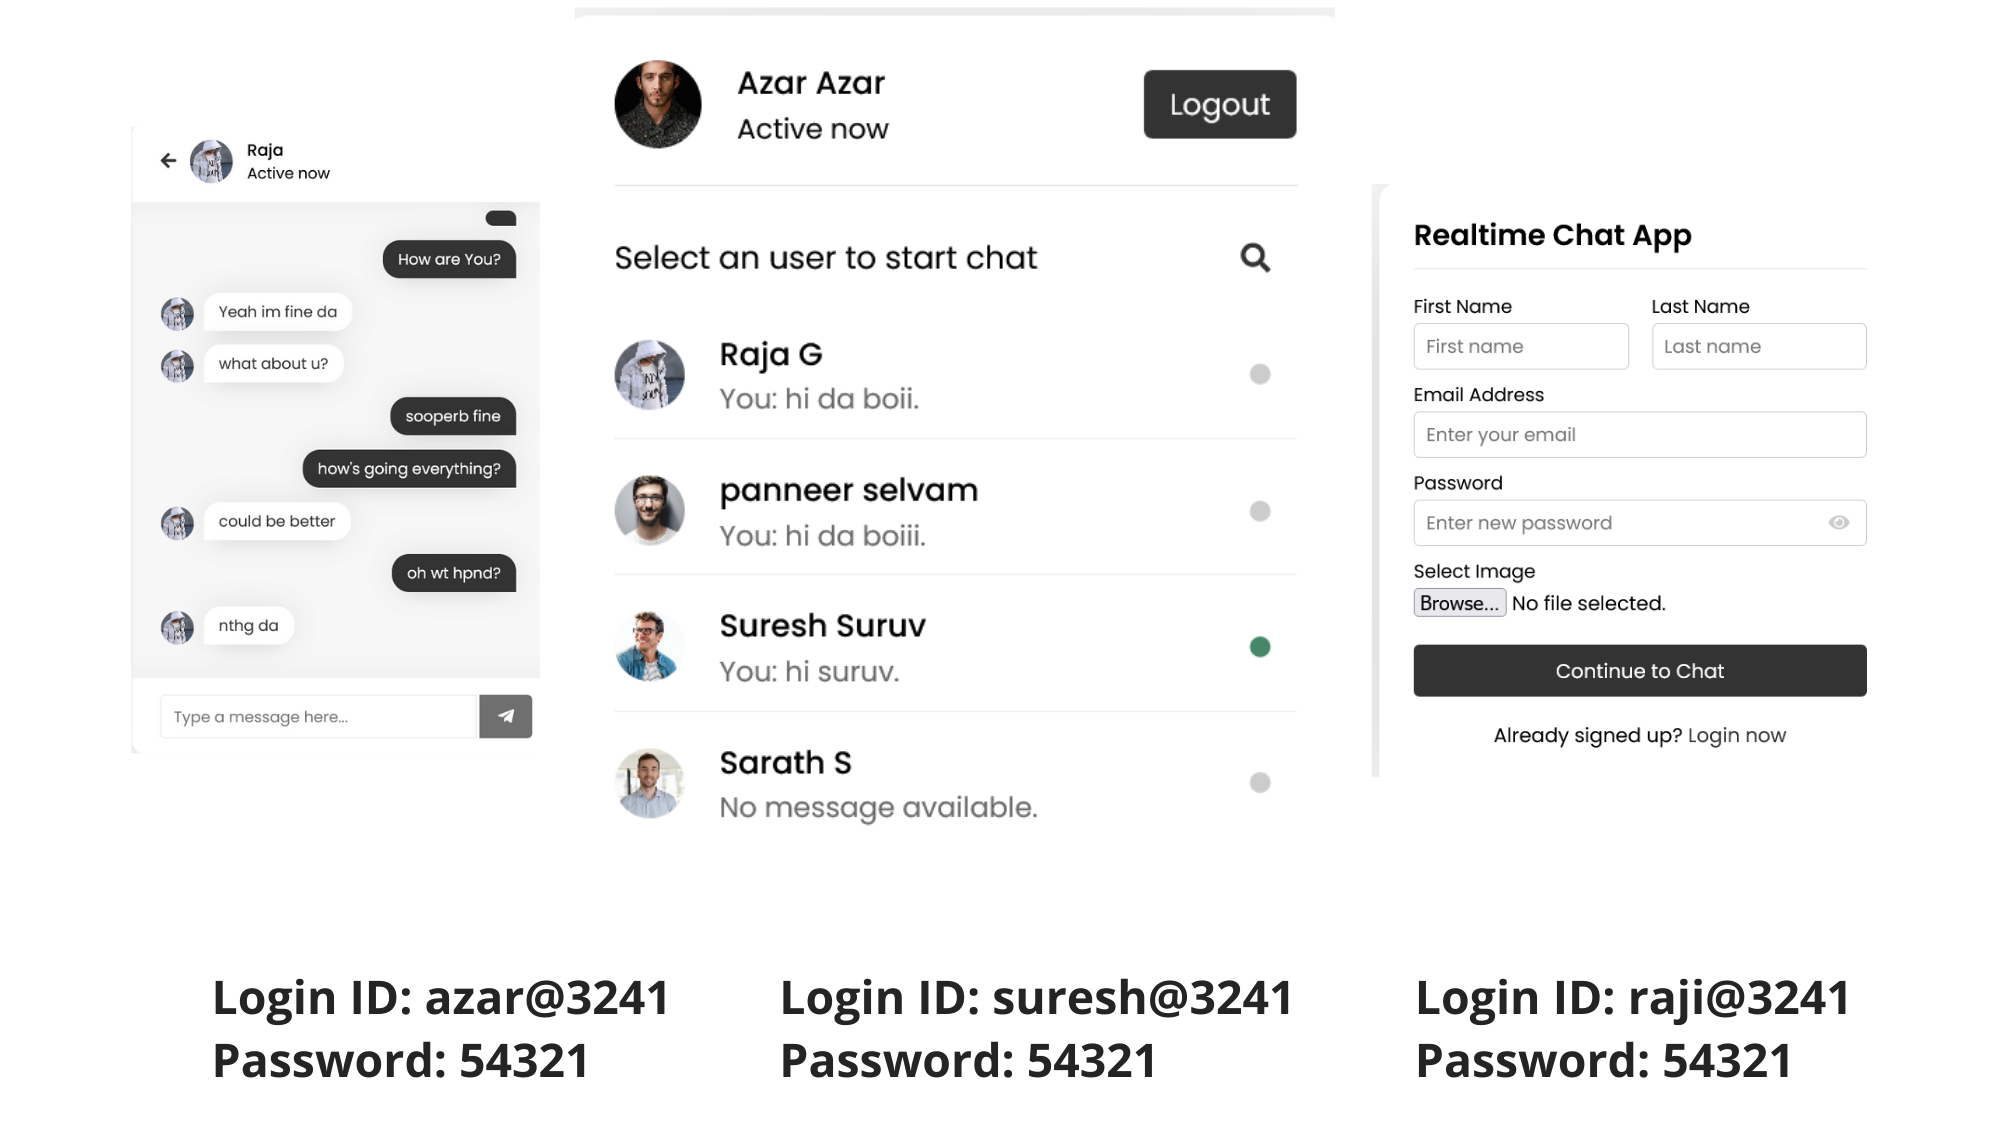 Raja
Active now
How are You?
Yeah im fine da
what about u?
sooperb fine
how's going everything?
could be better
oh wt hpnd?
nthg da
Type a message here...
Azar Azar
Active now
Logout
Select an user to start chat
Raja G
You: hi da boii.
panneer selvam
You: hi da boiii.
Suresh Suruv
You: hi suruv.
Sarath S
No message available.
Realtime Chat App
First Name Last Name
First name Last name
Email Address
Enter your email
Password
Enter new password
Select Image
Browse... No file selected.
Continue to Chat
Already signed up? Login now
Login ID: azar@3241
Password: 54321
Login ID: suresh@3241
Password: 54321
Login ID: raji@3241
Password: 54321